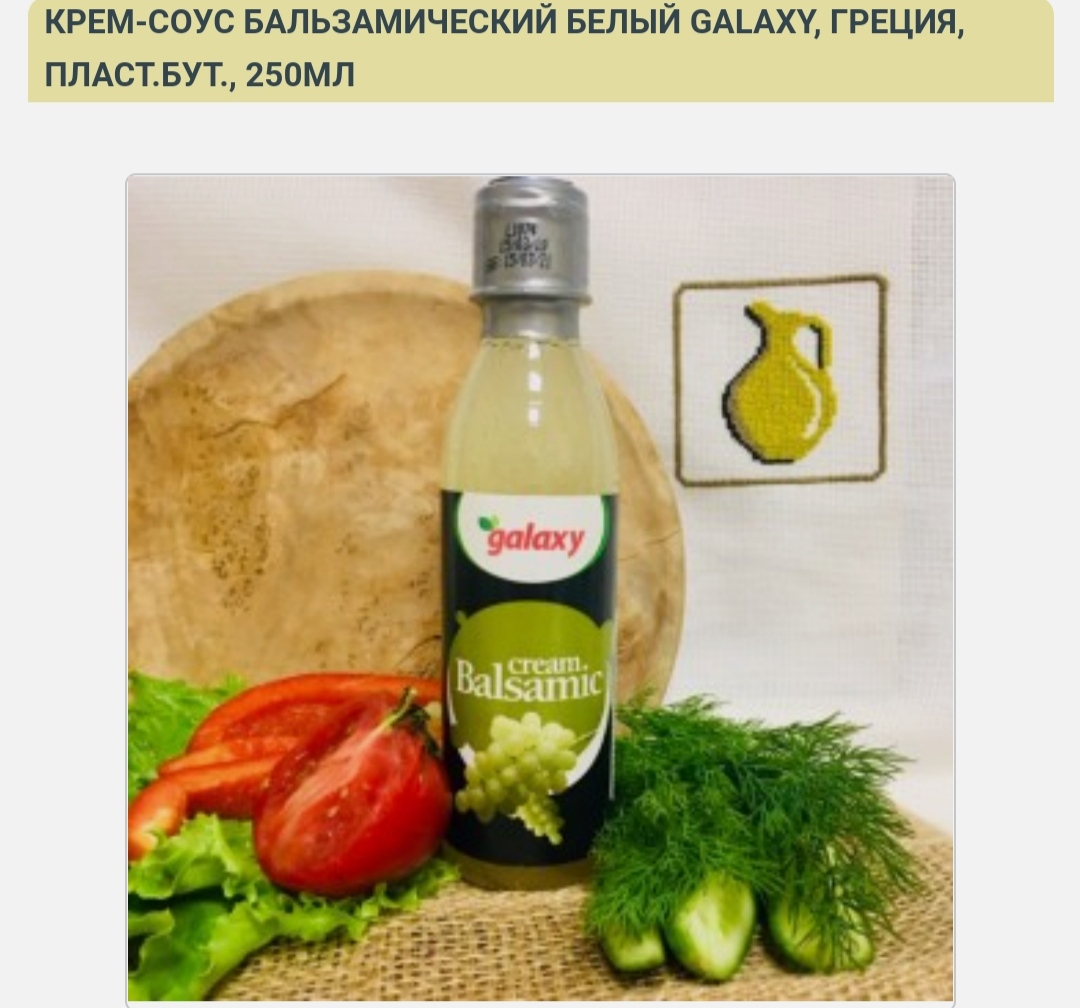 КРЕМ-СОУС БАЛЬЗАМИЧЕСКИЙ БЕЛЫЙ GALAXY, ГРЕЦИЯ,
ПЛАСТ.БУТ., 250МЛ
galaxy
cream
Balsamic